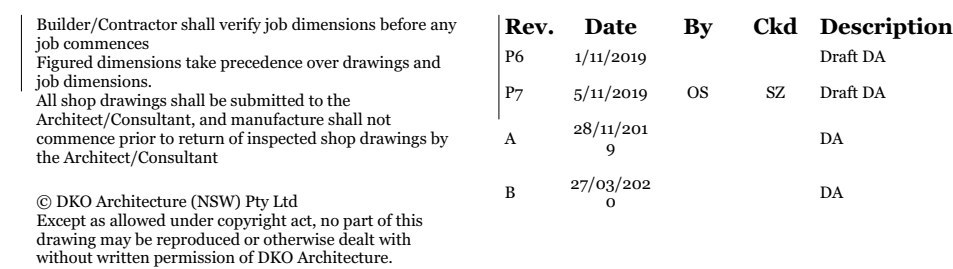 Builder/Contractor shall verify job dimensions before any
job commences
Figured dimensions take precedence over drawings and
job dimensions.
All shop drawings shall be submitted to the
Architect/Consultant, and manufacture shall not
commence prior to return of inspected shop drawings by
the Architect/Consultant
© DKO Architecture (NSW) Pty Ltd
Except as allowed under copyright act, no part of this
drawing may be reproduced or otherwise dealt with
without written permission of DKO Architecture.
Rev. Date By Ckd Description
P6 1/11/2019 Draft DA
P7 5/11/2019 OS SZ Draft DA
A 28/11/201
9 DA
B 27/03/202
0 DA